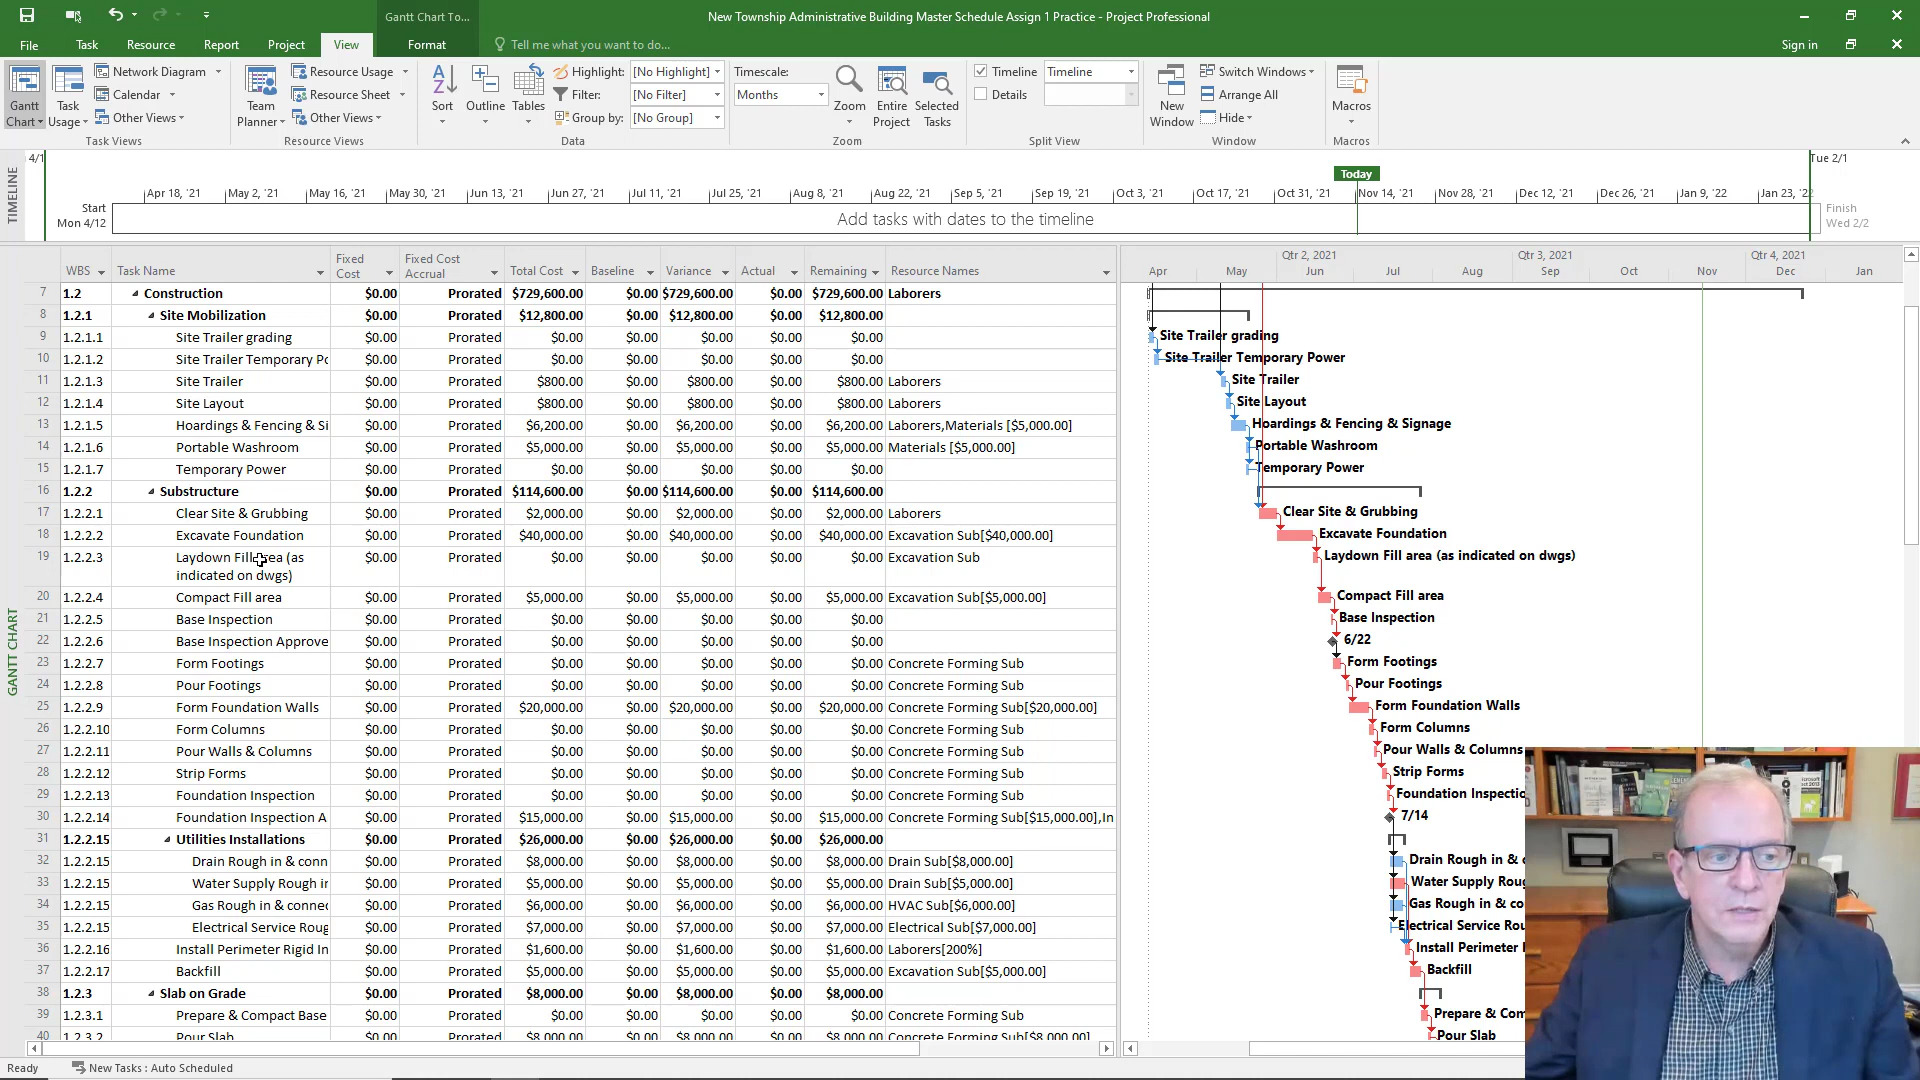 Gantt Chart To...
New Township Administrative Building Master Schedule Assign 1 Practice - Project Professional
File Task Resource Report Project View Format Tell me what you want to do... Sign in
Gantt Chart
Task Usage
Network Diagram
Calendar
Other Views
Task Views
Team Planner
Resource Usage
Resource Sheet
Other Views
Resource Views
Sort
Outline
Tables
Highlight: [No Highlight]
Filter: [No Filter]
Group by: [No Group]
Data
Timescale:
Months
Zoom
Entire Project
Selected Tasks
Zoom
Timeline Timeline
Details
Split View
New Window
Switch Windows
Arrange All
Hide
Window
Macros
Macros
TIMELINE
4/1
Today
Tue 2/1
Apr 18, '21 May 2, '21 May 16, '21 May 30, '21 Jun 13, '21 Jun 27, '21 Jul 11, '21 Jul 25, '21 Aug 8, '21 Aug 22, '21 Sep 5, '21 Sep 19, '21 Oct 3, '21 Oct 17, '21 Oct 31, '21 Nov 14, '21 Nov 28, '21 Dec 12, '21 Dec 26, '21 Jan 9, '22 Jan 23, '22
Start
Mon 4/12
Add tasks with dates to the timeline
Finish
Wed 2/2
GANTT CHART
WBS Task Name Fixed Cost Fixed Cost Accrual Total Cost Baseline Variance Actual Remaining Resource Names
7 1.2 Construction $0.00 Prorated $729,600.00 $0.00 $729,600.00 $0.00 $729,600.00 Laborers
8 1.2.1 Site Mobilization $0.00 Prorated $12,800.00 $0.00 $12,800.00 $0.00 $12,800.00
9 1.2.1.1 Site Trailer grading $0.00 Prorated $0.00 $0.00 $0.00 $0.00 $0.00
10 1.2.1.2 Site Trailer Temporary Po $0.00 Prorated $0.00 $0.00 $0.00 $0.00 $0.00
11 1.2.1.3 Site Trailer $0.00 Prorated $800.00 $0.00 $800.00 $0.00 $800.00 Laborers
12 1.2.1.4 Site Layout $0.00 Prorated $800.00 $0.00 $800.00 $0.00 $800.00 Laborers
13 1.2.1.5 Hoardings & Fencing & Si $0.00 Prorated $6,200.00 $0.00 $6,200.00 $0.00 $6,200.00 Laborers,Materials [$5,000.00]
14 1.2.1.6 Portable Washroom $0.00 Prorated $5,000.00 $0.00 $5,000.00 $0.00 $5,000.00 Materials [$5,000.00]
15 1.2.1.7 Temporary Power $0.00 Prorated $0.00 $0.00 $0.00 $0.00 $0.00
16 1.2.2 Substructure $0.00 Prorated $114,600.00 $0.00 $114,600.00 $0.00 $114,600.00
17 1.2.2.1 Clear Site & Grubbing $0.00 Prorated $2,000.00 $0.00 $2,000.00 $0.00 $2,000.00 Laborers
18 1.2.2.2 Excavate Foundation $0.00 Prorated $40,000.00 $0.00 $40,000.00 $0.00 $40,000.00 Excavation Sub[$40,000.00]
19 1.2.2.3 Laydown Fill area (as indicated on dwgs) $0.00 Prorated $0.00 $0.00 $0.00 $0.00 $0.00 Excavation Sub
20 1.2.2.4 Compact Fill area $0.00 Prorated $5,000.00 $0.00 $5,000.00 $0.00 $5,000.00 Excavation Sub[$5,000.00]
21 1.2.2.5 Base Inspection $0.00 Prorated $0.00 $0.00 $0.00 $0.00 $0.00
22 1.2.2.6 Base Inspection Approve $0.00 Prorated $0.00 $0.00 $0.00 $0.00 $0.00
23 1.2.2.7 Form Footings $0.00 Prorated $0.00 $0.00 $0.00 $0.00 $0.00 Concrete Forming Sub
24 1.2.2.8 Pour Footings $0.00 Prorated $0.00 $0.00 $0.00 $0.00 $0.00 Concrete Forming Sub
25 1.2.2.9 Form Foundation Walls $0.00 Prorated $20,000.00 $0.00 $20,000.00 $0.00 $20,000.00 Concrete Forming Sub[$20,000.00]
26 1.2.2.10 Form Columns $0.00 Prorated $0.00 $0.00 $0.00 $0.00 $0.00 Concrete Forming Sub
27 1.2.2.11 Pour Walls & Columns $0.00 Prorated $0.00 $0.00 $0.00 $0.00 $0.00 Concrete Forming Sub
28 1.2.2.12 Strip Forms $0.00 Prorated $0.00 $0.00 $0.00 $0.00 $0.00 Concrete Forming Sub
29 1.2.2.13 Foundation Inspection $0.00 Prorated $0.00 $0.00 $0.00 $0.00 $0.00 Concrete Forming Sub
30 1.2.2.14 Foundation Inspection A $0.00 Prorated $15,000.00 $0.00 $15,000.00 $0.00 $15,000.00 Concrete Forming Sub[$15,000.00],In
31 1.2.2.15 Utilities Installations $0.00 Prorated $26,000.00 $0.00 $26,000.00 $0.00 $26,000.00
32 1.2.2.15 Drain Rough in & conn $0.00 Prorated $8,000.00 $0.00 $8,000.00 $0.00 $8,000.00 Drain Sub[$8,000.00]
33 1.2.2.15 Water Supply Rough ir $0.00 Prorated $5,000.00 $0.00 $5,000.00 $0.00 $5,000.00 Drain Sub[$5,000.00]
34 1.2.2.15 Gas Rough in & connec $0.00 Prorated $6,000.00 $0.00 $6,000.00 $0.00 $6,000.00 HVAC Sub[$6,000.00]
35 1.2.2.15 Electrical Service Roug $0.00 Prorated $7,000.00 $0.00 $7,000.00 $0.00 $7,000.00 Electrical Sub[$7,000.00]
36 1.2.2.16 Install Perimeter Rigid In $0.00 Prorated $1,600.00 $0.00 $1,600.00 $0.00 $1,600.00 Laborers[200%]
37 1.2.2.17 Backfill $0.00 Prorated $5,000.00 $0.00 $5,000.00 $0.00 $5,000.00 Excavation Sub[$5,000.00]
38 1.2.3 Slab on Grade $0.00 Prorated $8,000.00 $0.00 $8,000.00 $0.00 $8,000.00
39 1.2.3.1 Prepare & Compact Base $0.00 Prorated $0.00 $0.00 $0.00 $0.00 $0.00 Concrete Forming Sub
40 1.2.3.2 Pour Slab $0.00 Prorated $8,000.00 $0.00 $8,000.00 $0.00 $8,000.00 Concrete Forming Sub[$8,000.00]
Qtr 2, 2021 Qtr 3, 2021 Qtr 4, 2021
Apr May Jun Jul Aug Sep Oct Nov Dec Jan
Site Trailer grading
Site Trailer Temporary Power
Site Trailer
Site Layout
Hoardings & Fencing & Signage
Portable Washroom
Temporary Power
Clear Site & Grubbing
Excavate Foundation
Laydown Fill area (as indicated on dwgs)
Compact Fill area
Base Inspection
6/22
Form Footings
Pour Footings
Form Foundation Walls
Form Columns
Pour Walls & Columns
Strip Forms
Foundation Inspectio
7/14
Drain Rough in & c
Water Supply Roug
Gas Rough in & co
Electrical Service Rou
Install Perimeter
Backfill
Prepare & Com
Pour Slab
Ready New Tasks : Auto Scheduled